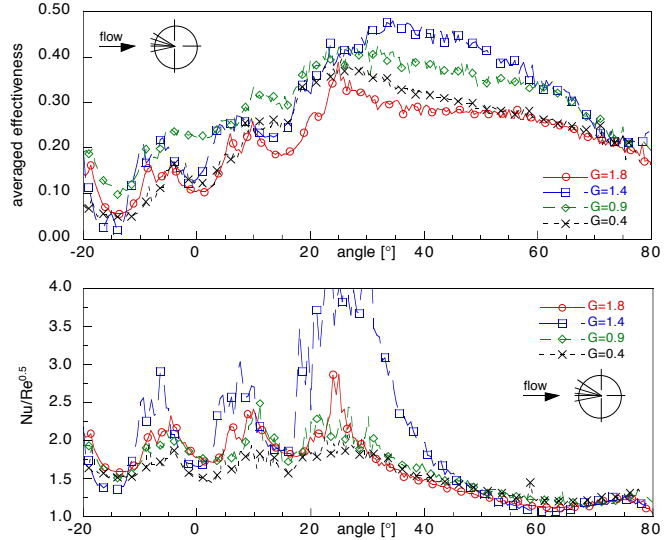 0.50
0.40
0.30
0.20
0.10
0.00
averaged effectiveness
flow
G=1.8
G=1.4
G=0.9
G=0.4
-20
0
20
angle [°]
40
60
80
4.0
3.5
3.0
2.5
2.0
1.5
1.0
Nu/Re0.5
G=1.8
G=1.4
G=0.9
G=0.4
flow
-20
0
20
angle [°]
40
60
80